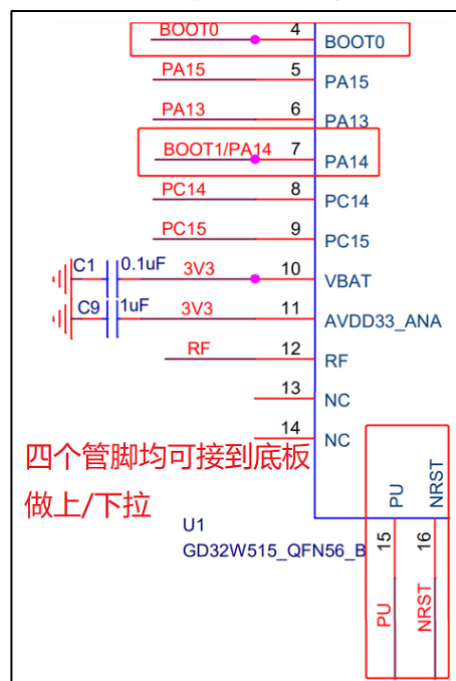 BOOT0 4 BOOT0
PA15 5 PA15
PA13 6 PA13
BOOT1/PA14 7 PA14
PC14 8 PC14
PC15 9 PC15
C1 0.1uF 3V3 10 VBAT
C9 1uF 3V3 11 AVDD33_ANA
RF 12 RF
13 NC
14 NC
四个管脚均可接到底板
做上/下拉
PU NRST
U1
GD32W515_QFN56_B
15 16
PU NRST